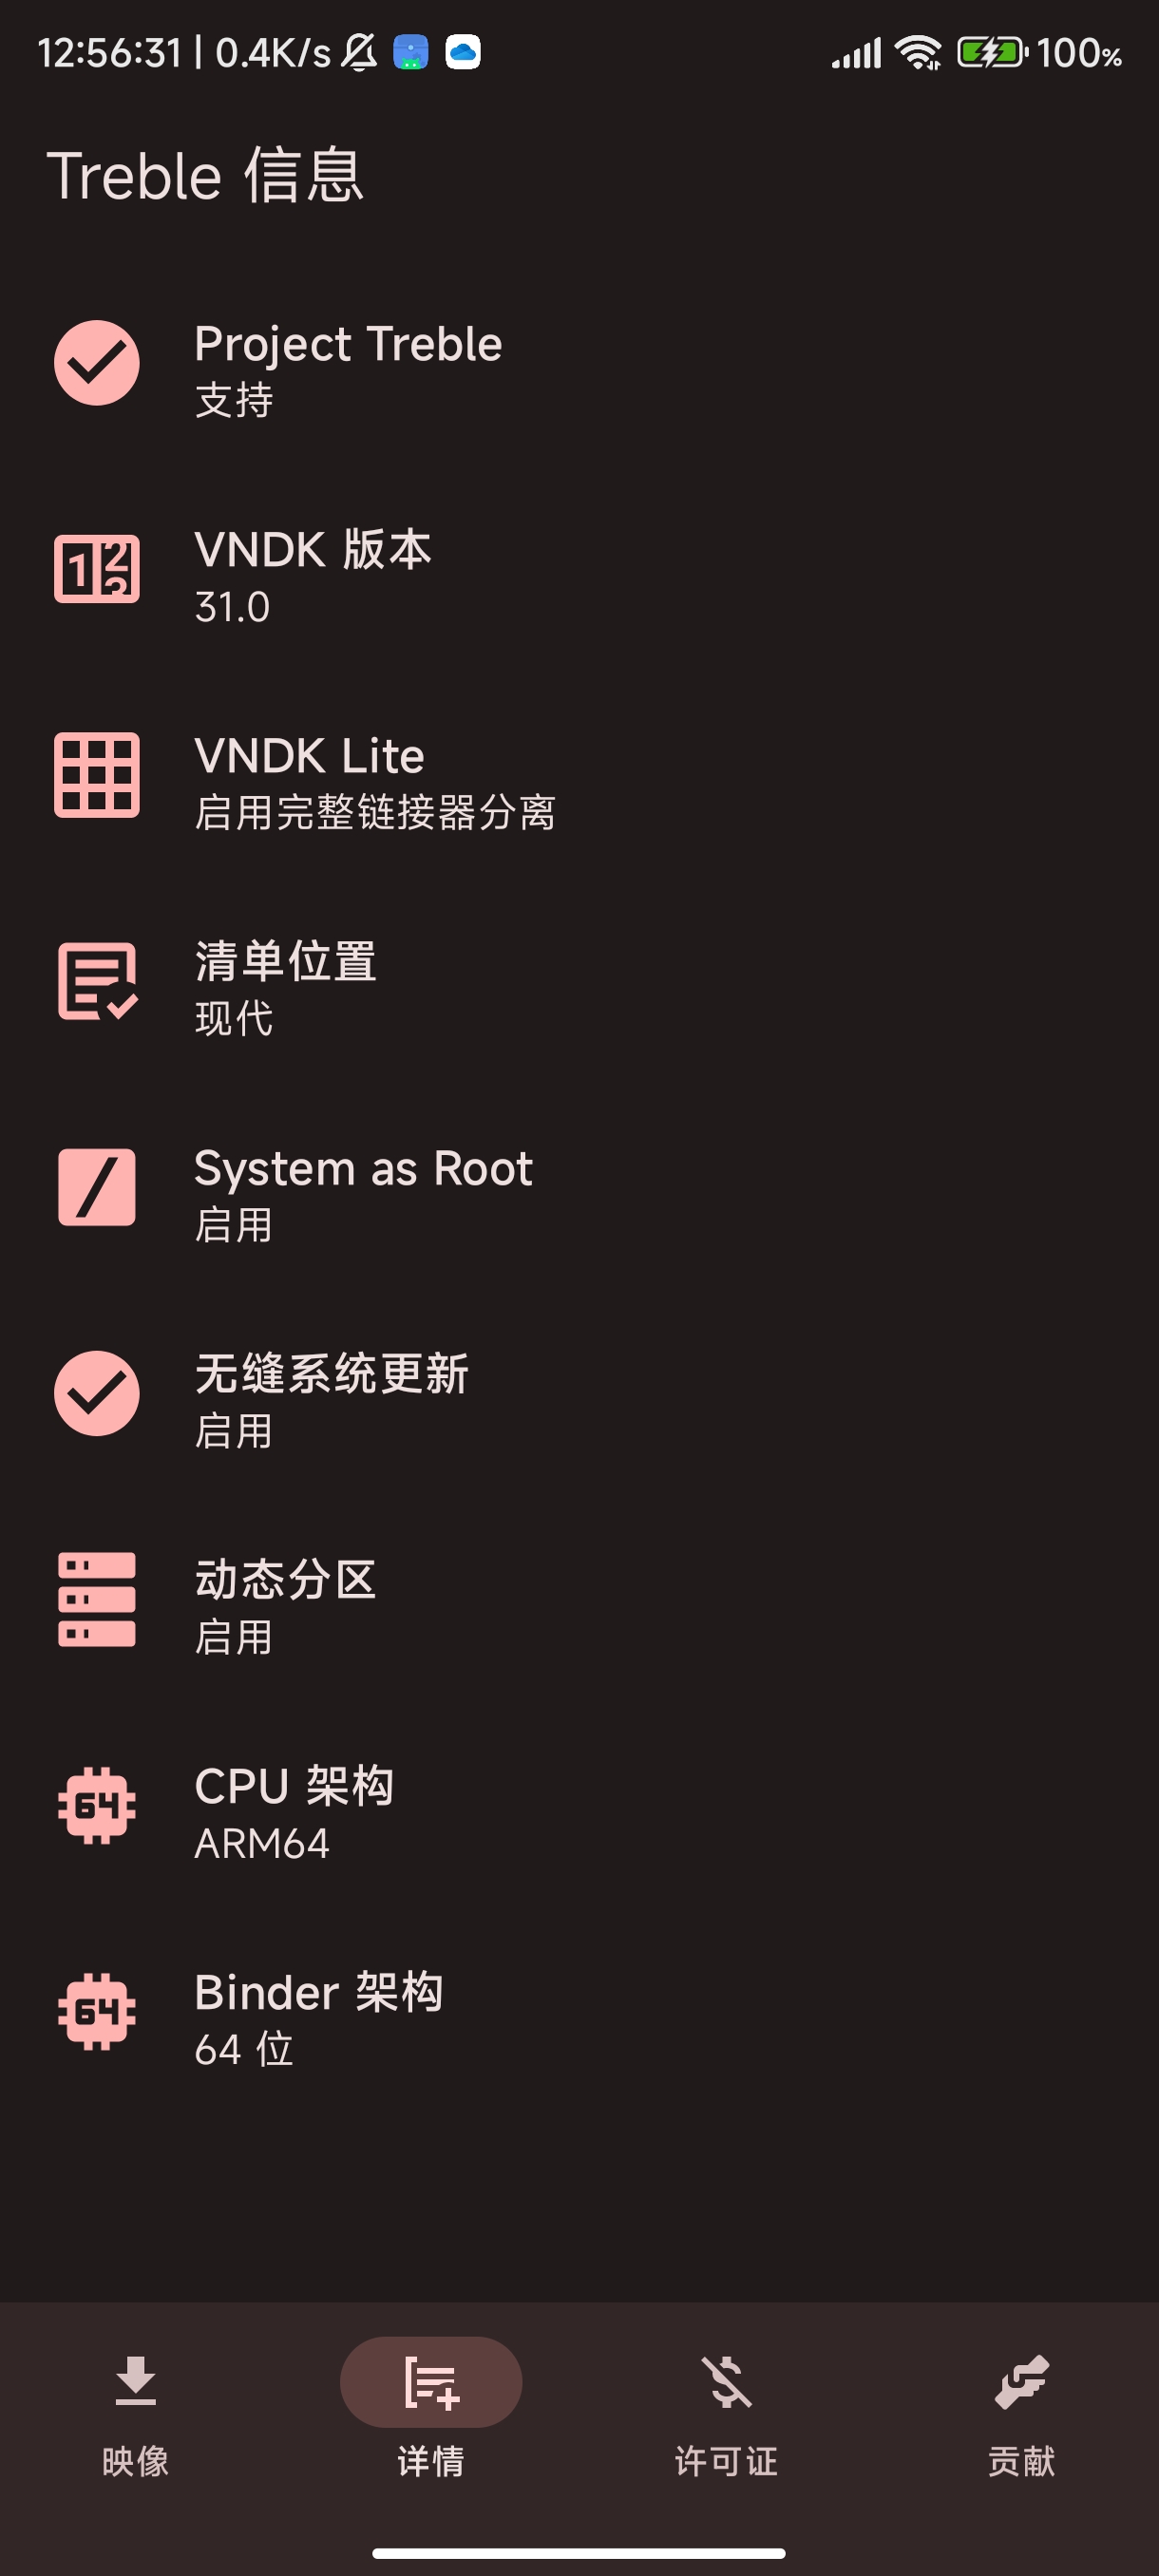 12:56:31 | 0.4K/s 100%
Treble 信息
Project Treble
支持
VNDK 版本
31.0
VNDK Lite
启用完整链接器分离
清单位置
现代
System as Root
启用
无缝系统更新
启用
动态分区
启用
64
CPU 架构
ARM64
64
Binder 架构
64 位
映像 详情 许可证 贡献